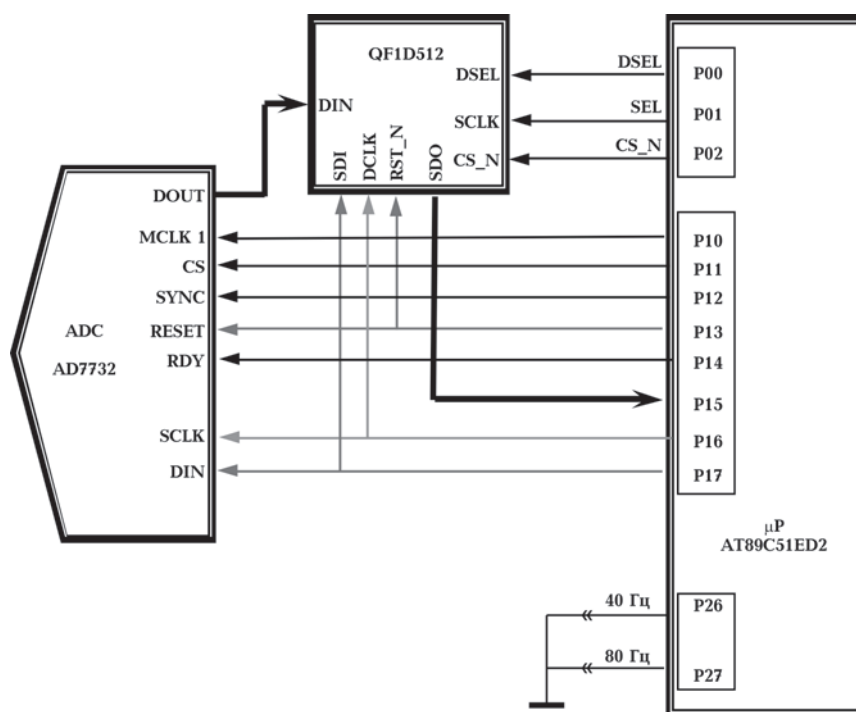 QF1D512
DIN
DSEL
SCLK
CS_N
SDI
DCLK
RST_N
SDO
DSEL
SEL
CS_N
P00
P01
P02
DOUT
MCLK 1
CS
SYNC
RESET
RDY
SCLK
DIN
ADC
AD7732
P10
P11
P12
P13
P14
P15
P16
P17
μP
AT89C51ED2
40 Гц
80 Гц
P26
P27